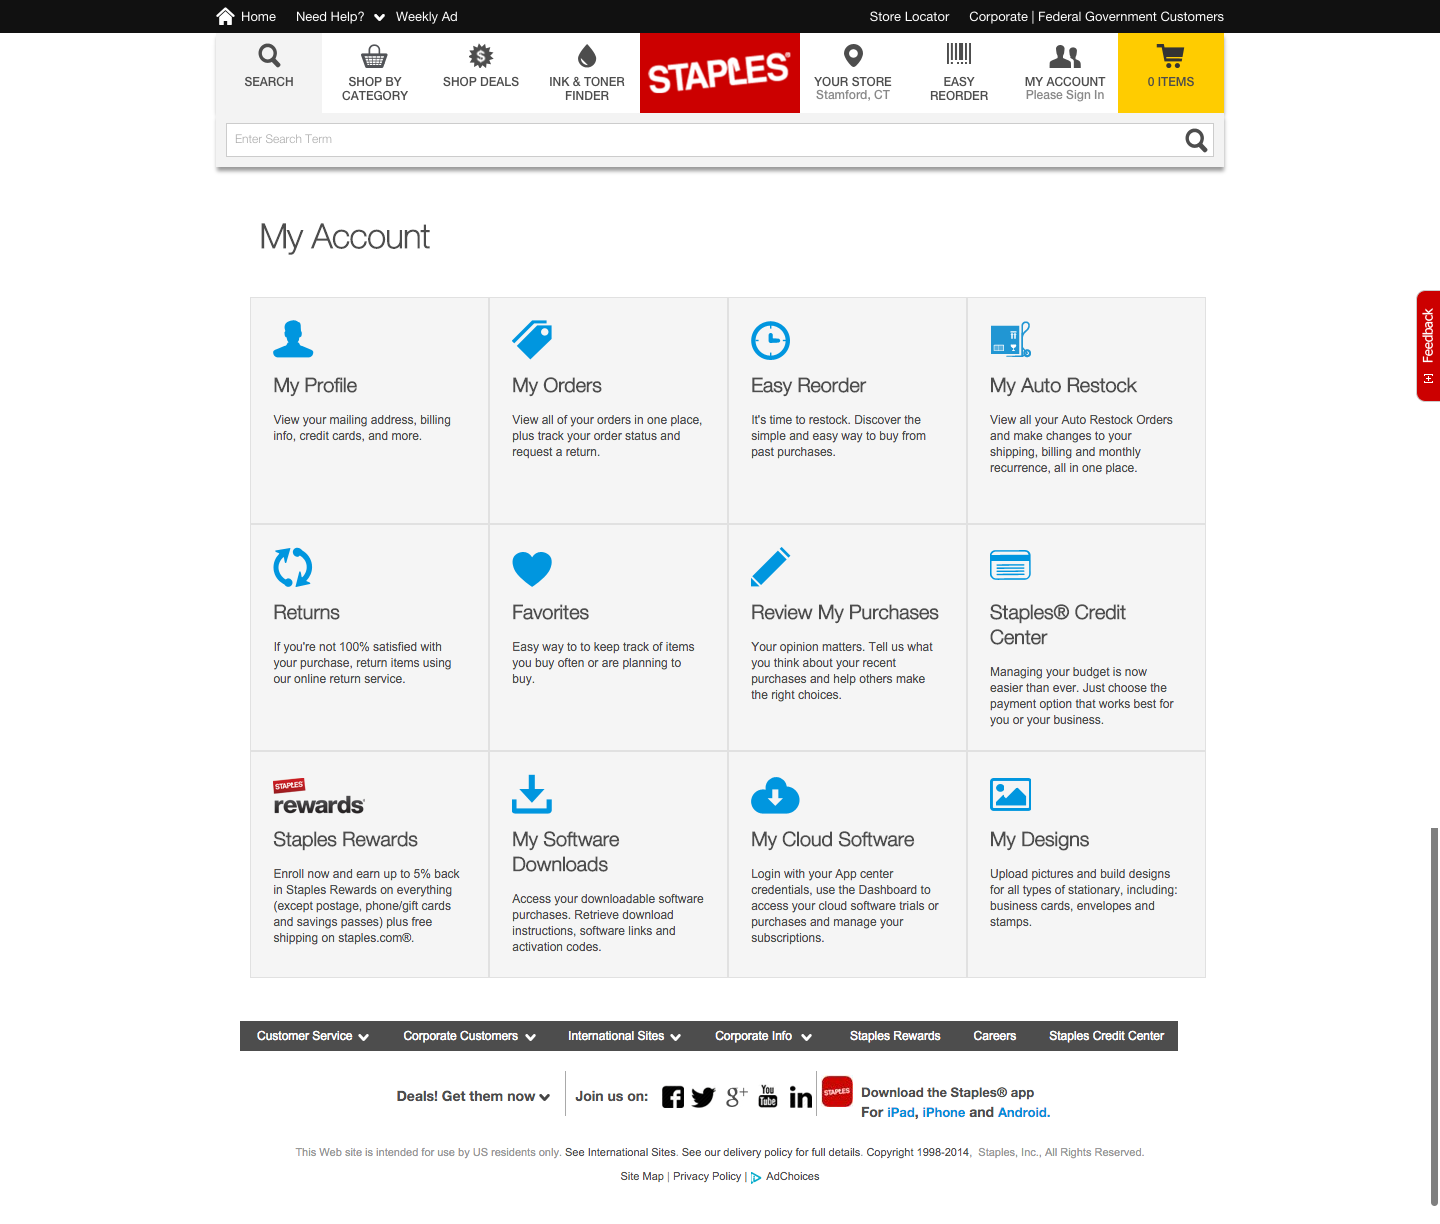 Home Need Help? Weekly Ad Store Locator Corporate | Federal Government Customers
SEARCH
SHOP BY
CATEGORY
SHOP DEALS
INK & TONER
FINDER
STAPLES
YOUR STORE
Stamford, CT
EASY
REORDER
MY ACCOUNT
Please Sign In
0 ITEMS
Enter Search Term
My Account
Feedback
My Profile
View your mailing address, billing
info, credit cards, and more.
My Orders
View all of your orders in one place,
plus track your order status and
request a return.
Easy Reorder
It's time to restock. Discover the
simple and easy way to buy from
past purchases.
My Auto Restock
View all your Auto Restock Orders
and make changes to your
shipping, billing and monthly
recurrence, all in one place.
Returns
If you're not 100% satisfied with
your purchase, return items using
our online return service.
Favorites
Easy way to to keep track of items
you buy often or are planning to
buy.
Review My Purchases
Your opinion matters. Tell us what
you think about your recent
purchases and help others make
the right choices.
Staples® Credit
Center
Managing your budget is now
easier than ever. Just choose the
payment option that works best for
you or your business.
STAPLES
rewards
Staples Rewards
Enroll now and earn up to 5% back
in Staples Rewards on everything
(except postage, phone/gift cards
and savings passes) plus free
shipping on staples.com®.
My Software
Downloads
Access your downloadable software
purchases. Retrieve download
instructions, software links and
activation codes.
My Cloud Software
Login with your App center
credentials, use the Dashboard to
access your cloud software trials or
purchases and manage your
subscriptions.
My Designs
Upload pictures and build designs
for all types of stationary, including:
business cards, envelopes and
stamps.
Customer Service Corporate Customers International Sites Corporate Info Staples Rewards Careers Staples Credit Center
Deals! Get them now
Join us on:
g+
You
Tube
in
STAPLES
Download the Staples® app
For iPad, iPhone and Android.
This Web site is intended for use by US residents only. See International Sites. See our delivery policy for full details. Copyright 1998-2014, Staples, Inc., All Rights Reserved.
Site Map | Privacy Policy | AdChoices